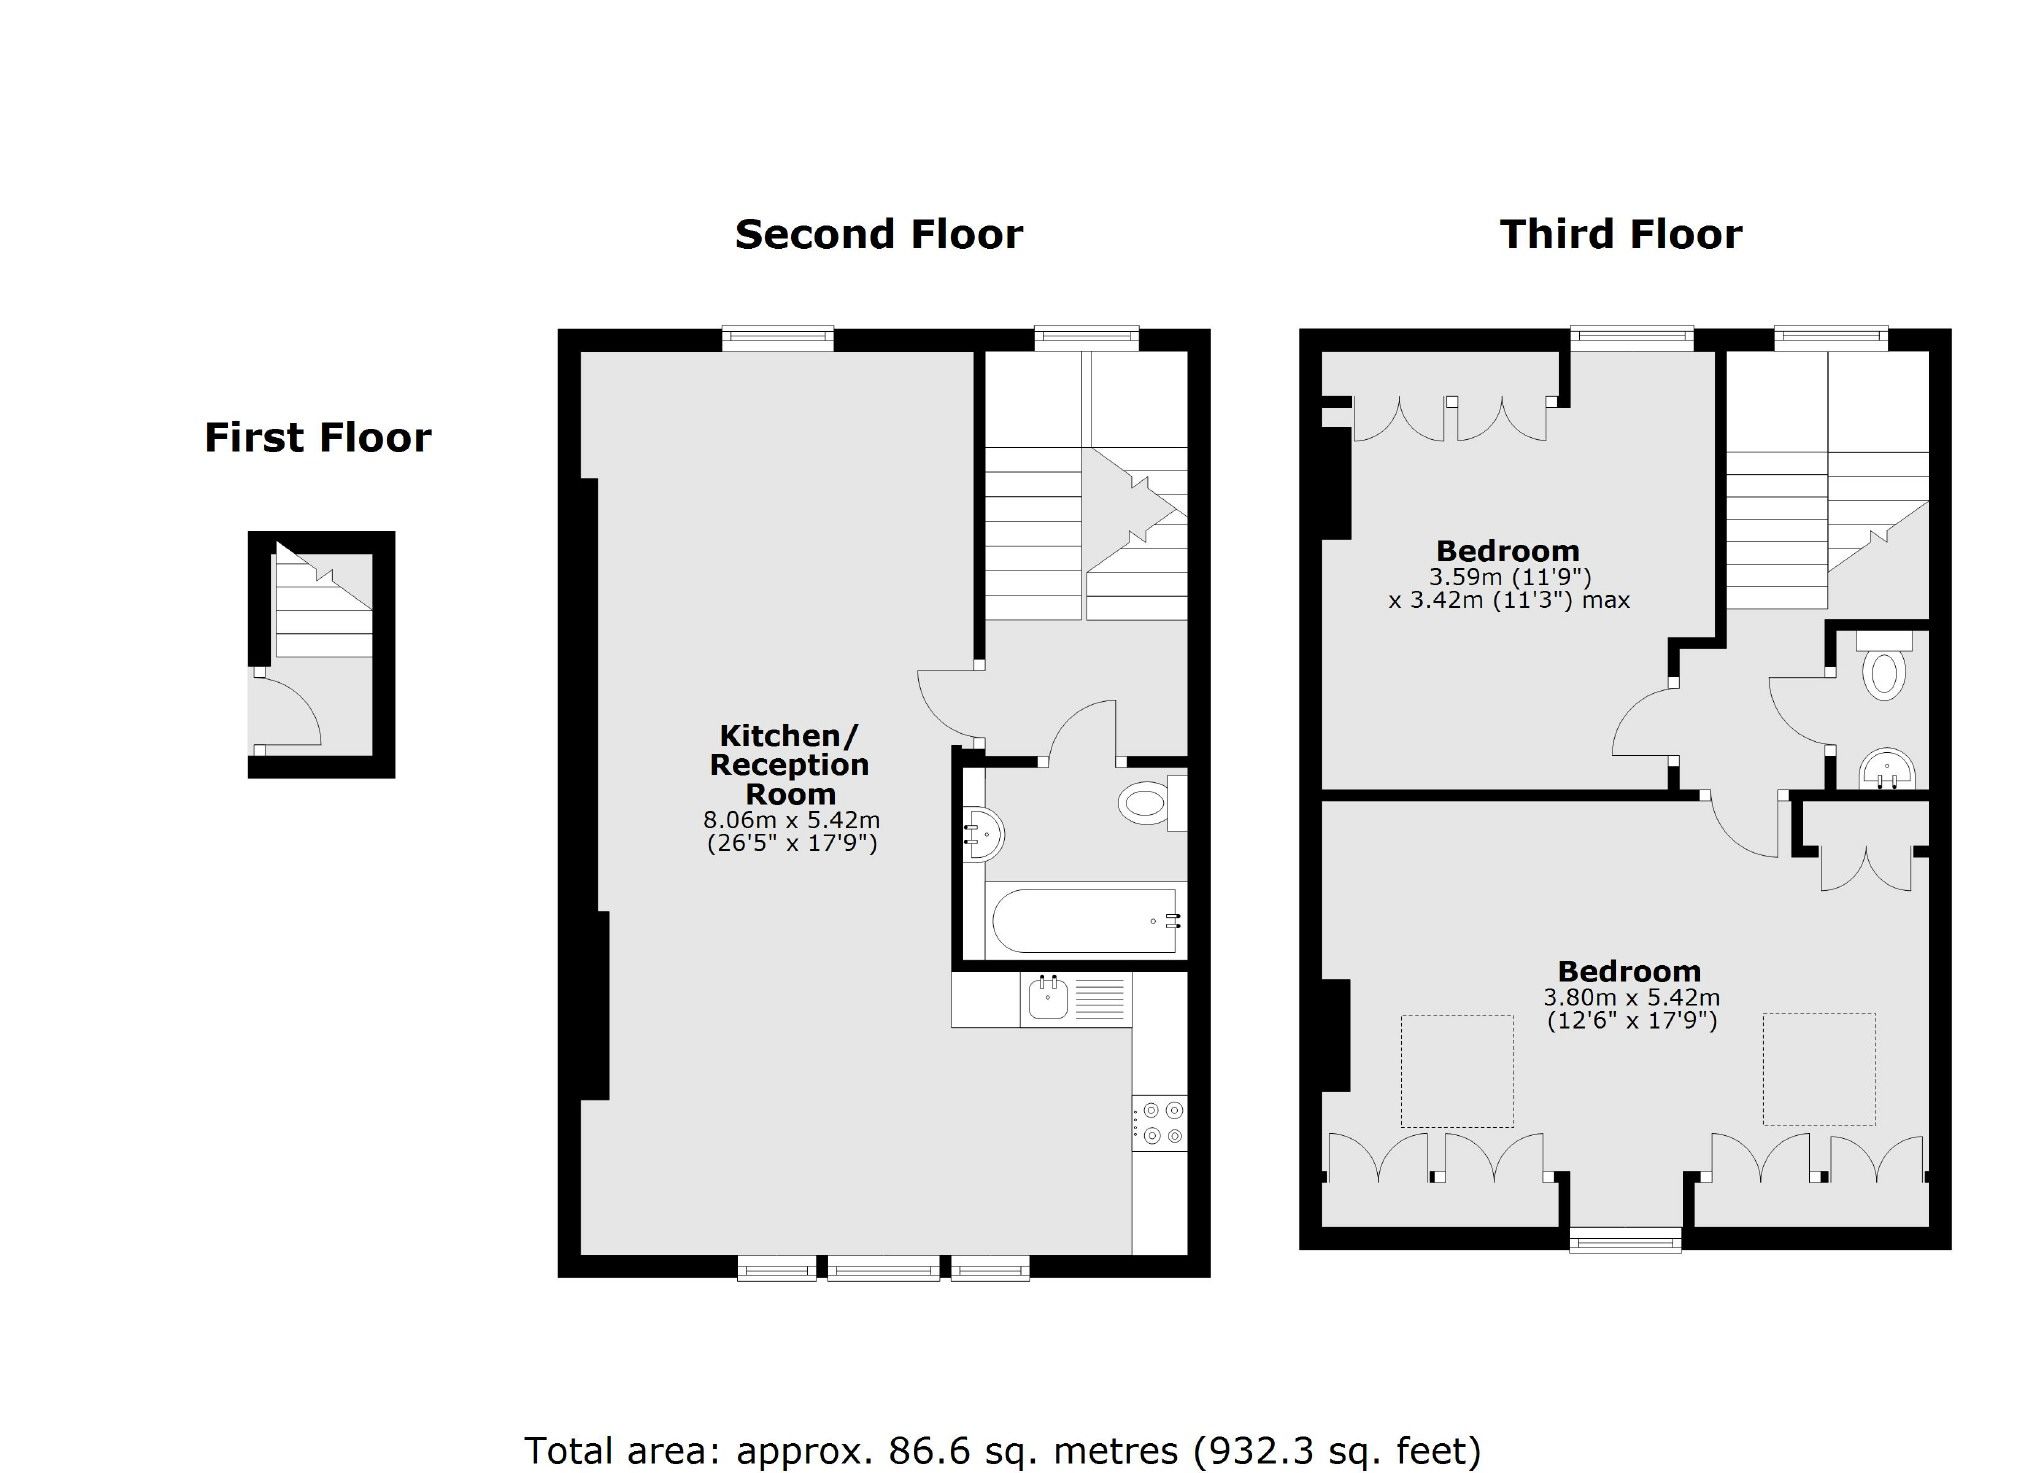 First Floor
Second Floor
Kitchen/
Reception
Room
8.06m x 5.42m
(26'5" x 17'9")
Third Floor
Bedroom
3.59m (11'9")
x 3.42m (11'3") max
Bedroom
3.80m x 5.42m
(12'6" x 17'9")
Total area: approx. 86.6 sq. metres (932.3 sq. feet)